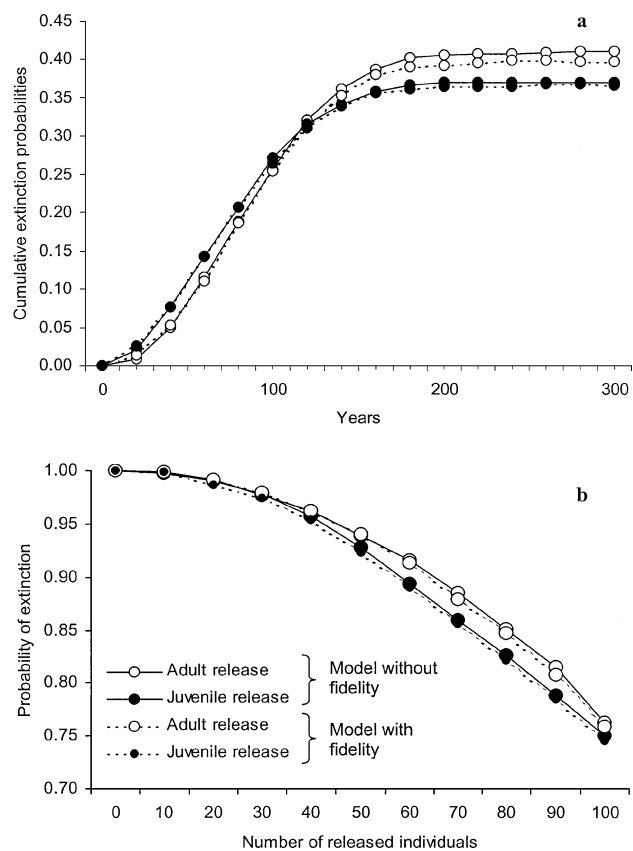 a
Cumulative extinction probabilities
0.45
0.40
0.35
0.30
0.25
0.20
0.15
0.10
0.05
0.00
0 100 200 300
Years
b
Probability of extinction
1.00
0.95
0.90
0.85
0.80
0.75
0.70
Adult release
Juvenile release
Model without
fidelity
Adult release
Juvenile release
Model with
fidelity
0 10 20 30 40 50 60 70 80 90 100
Number of released individuals